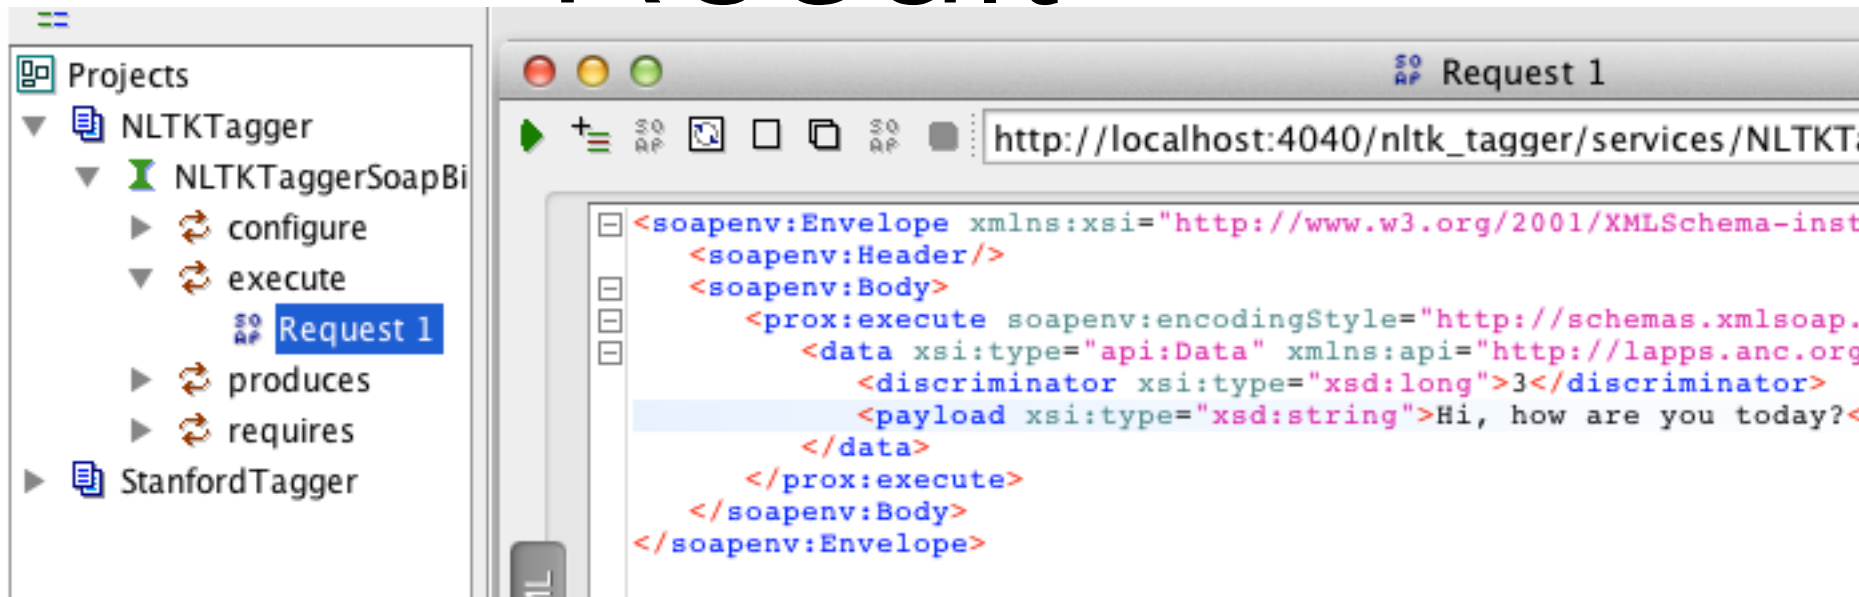 Projects
NLTKTagger
NLTKTaggerSoapBi
configure
execute
Request 1
produces
requires
StanfordTagger
Request 1
http://localhost:4040/nltk_tagger/services/NLTKTa
<soapenv:Envelope xmlns:xsi="http://www.w3.org/2001/XMLSchema-inst
<soapenv:Header/>
<soapenv:Body>
<prox:execute soapenv:encodingStyle="http://schemas.xmlsoap.
<data xsi:type="api:Data" xmlns:api="http://lapps.anc.org
<discriminator xsi:type="xsd:long">3</discriminator>
<payload xsi:type="xsd:string">Hi, how are you today?<
</data>
</prox:execute>
</soapenv:Body>
</soapenv:Envelope>